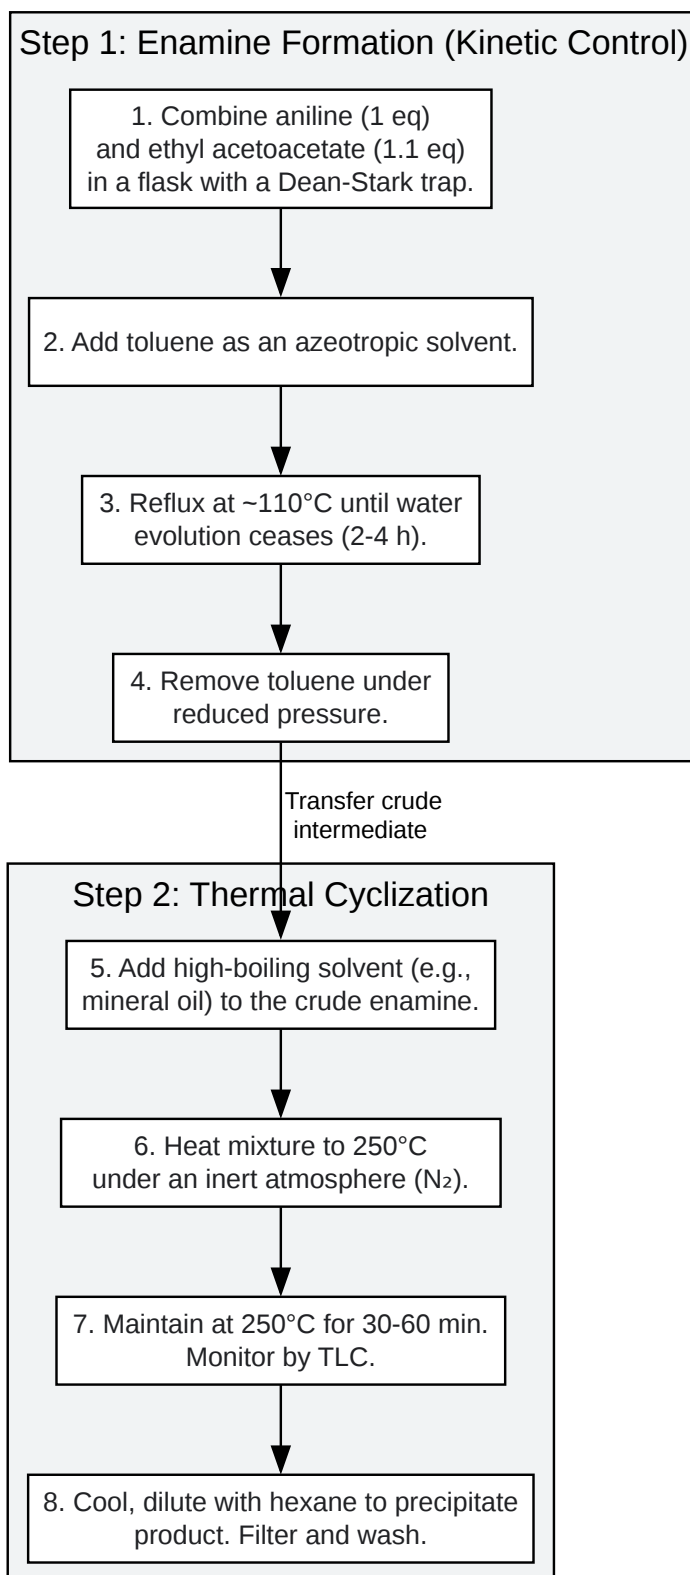 Step 1: Enamine Formation (Kinetic Control)
1. Combine aniline (1 eq)
and ethyl acetoacetate (1.1 eq)
in a flask with a Dean-Stark trap.
2. Add toluene as an azeotropic solvent.
3. Reflux at ~110°C until water
evolution ceases (2-4 h).
4. Remove toluene under
reduced pressure.
Transfer crude
intermediate
Step 2: Thermal Cyclization
5. Add high-boiling solvent (e.g.,
mineral oil) to the crude enamine.
6. Heat mixture to 250°C
under an inert atmosphere (N₂).
7. Maintain at 250°C for 30-60 min.
Monitor by TLC.
8. Cool, dilute with hexane to precipitate
product. Filter and wash.